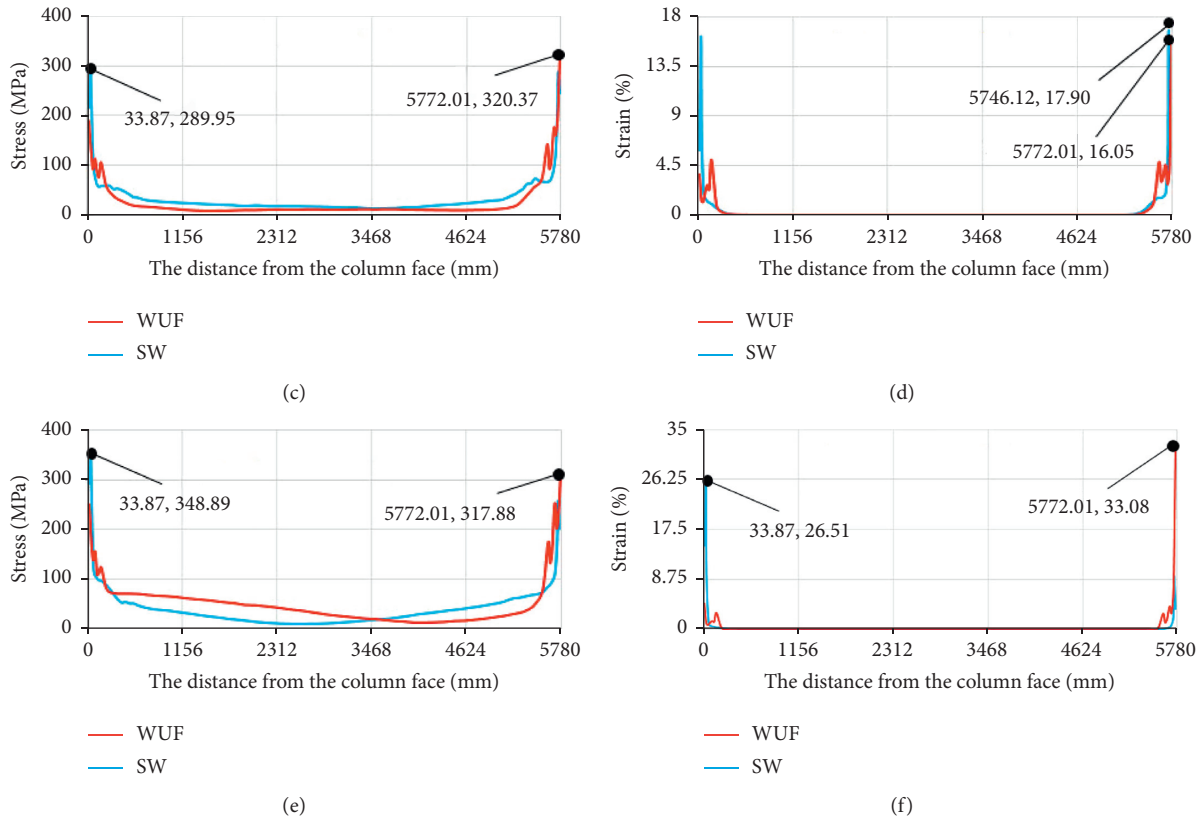 400
300
200
100
0
Stress (MPa)
33.87, 289.95
5772.01, 320.37
0 1156 2312 3468 4624 5780
The distance from the column face (mm)
WUF
SW
(c)
18
13.5
9
4.5
0
Strain (%)
5746.12, 17.90
5772.01, 16.05
0 1156 2312 3468 4624 5780
The distance from the column face (mm)
WUF
SW
(d)
400
300
200
100
0
Stress (MPa)
33.87, 348.89
5772.01, 317.88
0 1156 2312 3468 4624 5780
The distance from the column face (mm)
WUF
SW
(e)
35
26.25
17.5
8.75
0
Strain (%)
33.87, 26.51
5772.01, 33.08
0 1156 2312 3468 4624 5780
The distance from the column face (mm)
WUF
SW
(f)